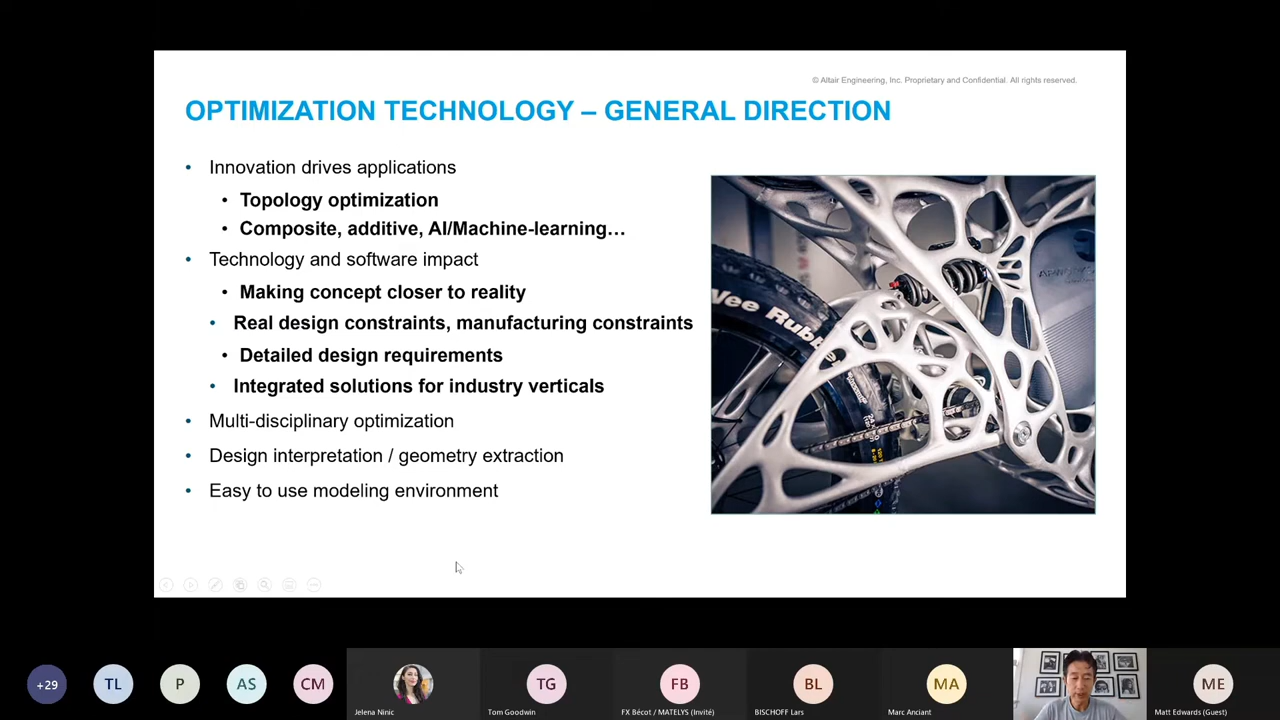 © Altair Engineering, Inc. Proprietary and Confidential. All rights reserved.
OPTIMIZATION TECHNOLOGY – GENERAL DIRECTION
• Innovation drives applications
• Topology optimization
• Composite, additive, AI/Machine-learning…
• Technology and software impact
• Making concept closer to reality
• Real design constraints, manufacturing constraints
• Detailed design requirements
• Integrated solutions for industry verticals
• Multi-disciplinary optimization
• Design interpretation / geometry extraction
• Easy to use modeling environment
Vee Rubbe
+29
TL
P
AS
CM
Jelena Ninic
TG
Tom Goodwin
FB
FX Bécot / MATELYS (Invité)
BL
BISCHOFF Lars
MA
Marc Anciant
ME
Matt Edwards (Guest)